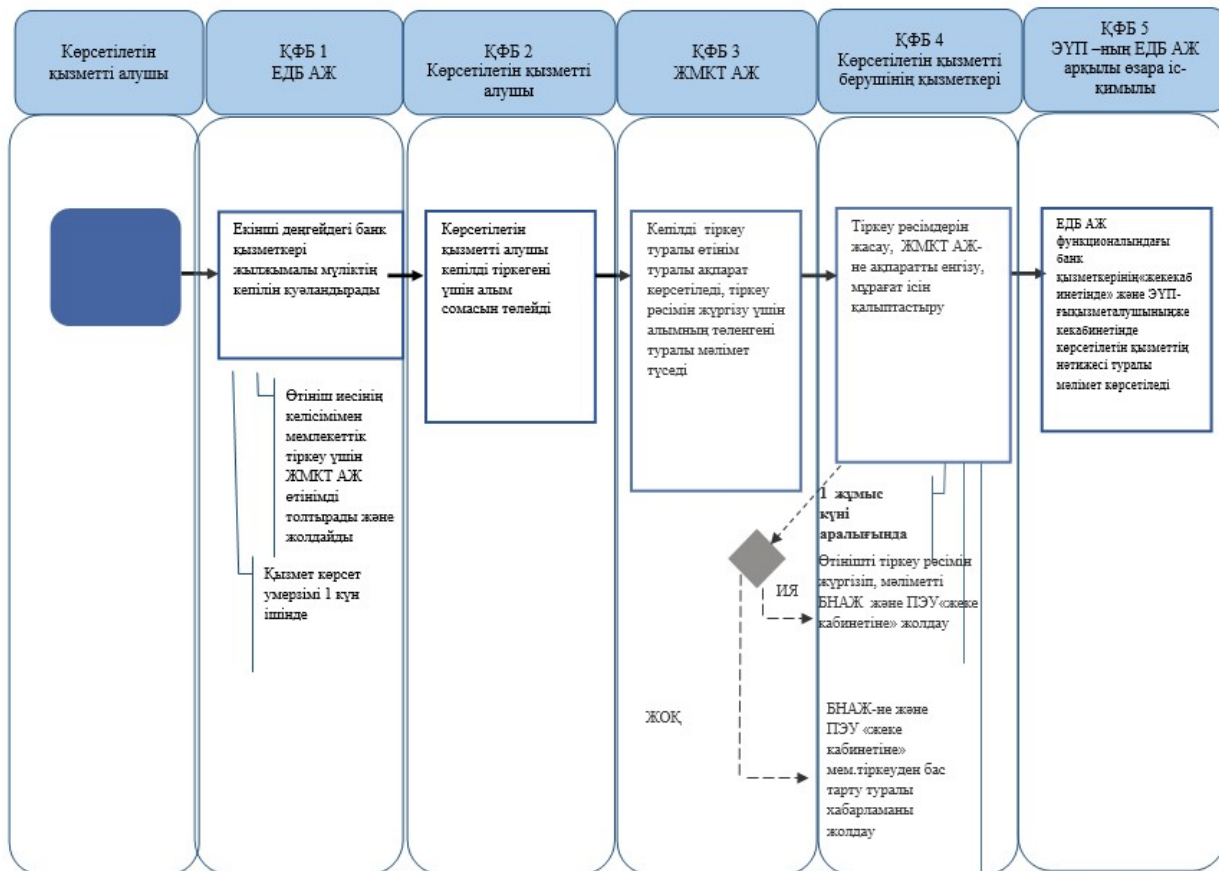 Көрсетілетін
қызметті алушы
ҚФБ 1
ЕДБ АЖ
ҚФБ 2
Көрсетілетін қызметті
алушы
ҚФБ 3
ЖМКТ АЖ
ҚФБ 4
Көрсетілетін қызметті
берушінің қызметкері
ҚФБ 5
ЭҮП –ның ЕДБ АЖ
арқылы өзара іс-
қимылы
Екінші деңгейдегі банк
қызметкері
жылжымалы мүліктің
кепілін куәландырады
Көрсетілетін
қызметті алушы
кепілді тіркегені
үшін алым
сомасын төлейді
Кепілді тіркеу
туралы өтінім
туралы ақпарат
көрсетіледі, тіркеу
рәсімін жүргізу үшін
алымның төленгені
туралы мәлімет
түседі
Тіркеу рәсімдерін
жасау, ЖМКТ АЖ-
не ақпаратты енгізу,
мұрағат ісін
қалыптастыру
ЕДБ АЖ
функционалындағы
банк
қызметкерінің«жекекаб
инетінде» және ЭҮП-
ғықызметалушыныңже
кекабинетінде
көрсетілетін қызметтің
нәтижесі туралы
мәлімет көрсетіледі
Өтініш иесінің
келісімімен
мемлекеттік
тіркеу үшін
ЖМКТ АЖ
өтінімді
толтырады және
жолдайды
Қызмет көрсет
умерзімі 1 күн
ішінде
1 жұмыс
күні
аралығында
ИЯ
Өтінішті тіркеу рәсімін
жүргізіп, мәліметті
БНАЖ және ПЭУ«жеке
кабинетіне» жолдау
ЖОҚ
БНАЖ-не және
ПЭУ «жеке
кабинетіне»
мем.тіркеуден бас
тарту туралы
хабарламаны
жолдау